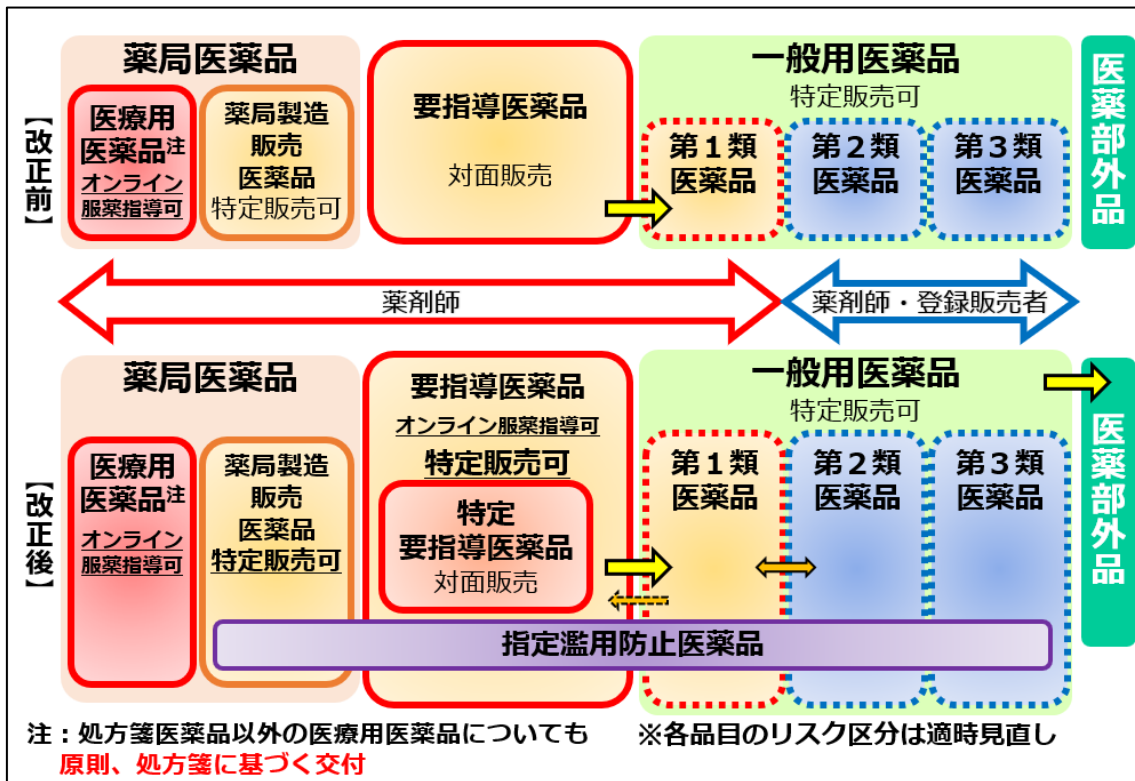 【改正前】
薬局医薬品
医療用
医薬品注
オンライン
服薬指導可
薬局製造
販売
医薬品
特定販売可
要指導医薬品
対面販売
一般用医薬品
特定販売可
第１類
医薬品
第２類
医薬品
第３類
医薬品
医薬部外品
薬剤師
薬剤師・登録販売者
【改正後】
薬局医薬品
医療用
医薬品注
オンライン
服薬指導可
薬局製造
販売
医薬品
特定販売可
要指導医薬品
オンライン服薬指導可
特定販売可
特定
要指導医薬品
対面販売
一般用医薬品
特定販売可
第１類
医薬品
第２類
医薬品
第３類
医薬品
医薬部外品
指定濫用防止医薬品
注：処方箋医薬品以外の医療用医薬品についても
原則、処方箋に基づく交付
※各品目のリスク区分は適時見直し